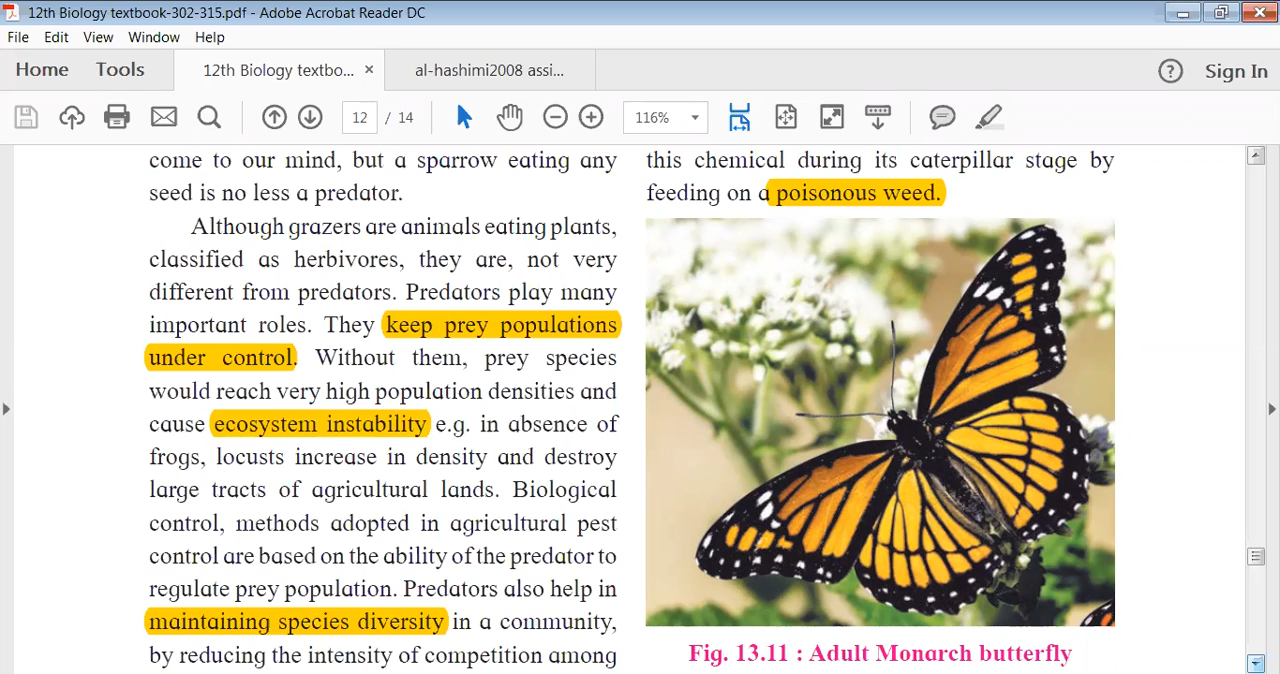 12th Biology textbook-302-315.pdf - Adobe Acrobat Reader DC
File Edit View Window Help
Home Tools 12th Biology textbo... × al-hashimi2008 assi... ? Sign In
12 / 14 116%
come to our mind, but a sparrow eating any
seed is no less a predator.
Although grazers are animals eating plants,
classified as herbivores, they are, not very
different from predators. Predators play many
important roles. They keep prey populations
under control. Without them, prey species
would reach very high population densities and
cause ecosystem instability e.g. in absence of
frogs, locusts increase in density and destroy
large tracts of agricultural lands. Biological
control, methods adopted in agricultural pest
control are based on the ability of the predator to
regulate prey population. Predators also help in
maintaining species diversity in a community,
by reducing the intensity of competition among
this chemical during its caterpillar stage by
feeding on a poisonous weed.
Fig. 13.11 : Adult Monarch butterfly